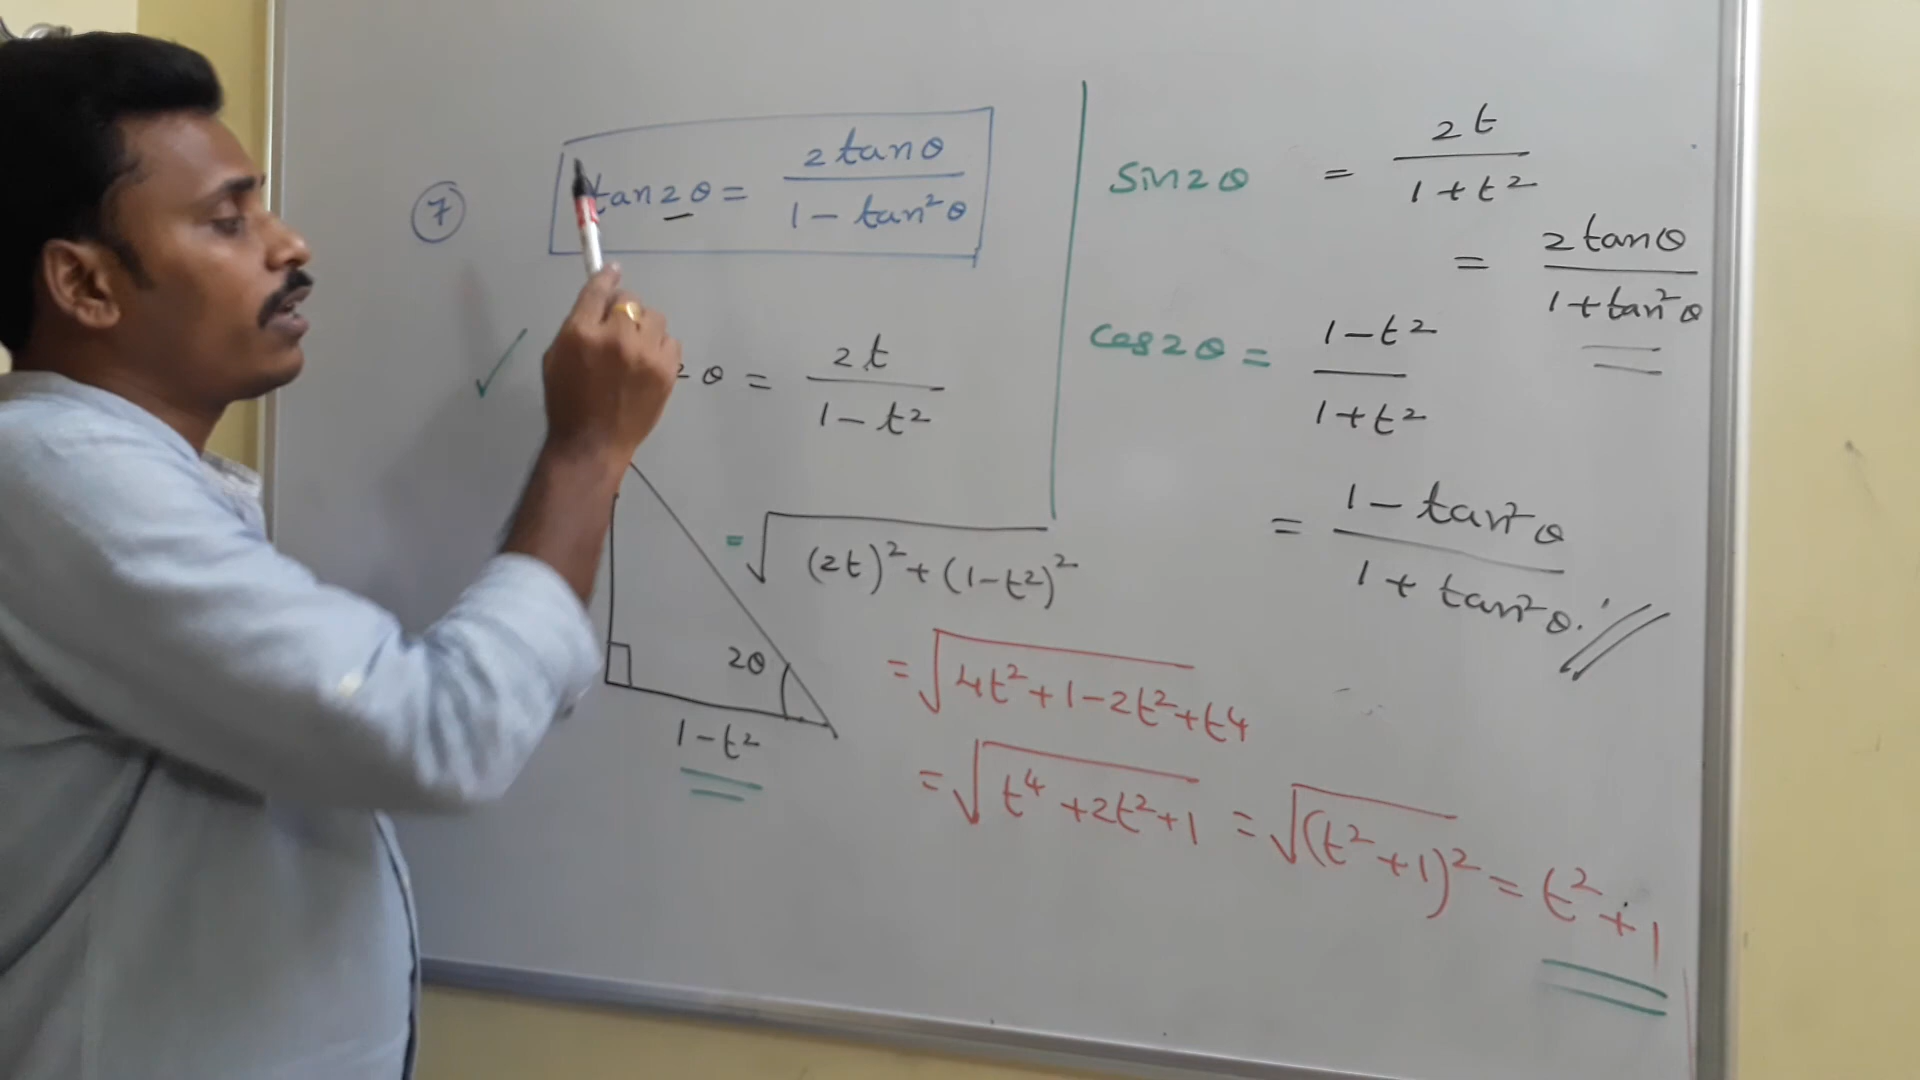 ⑦ tan2θ = 2tanθ / 1 - tan²θ
2θ = 2t / 1 - t²
= √(2t)² + (1-t²)²
2θ
1-t²
= √4t² + 1 - 2t² + t⁴
= √t⁴ + 2t² + 1 = √(t² + 1)² = t² + 1
sin2θ = 2t / 1 + t²
= 2tanθ / 1 + tan²θ
cos2θ = 1 - t² / 1 + t²
= 1 - tan²θ / 1 + tan²θ.